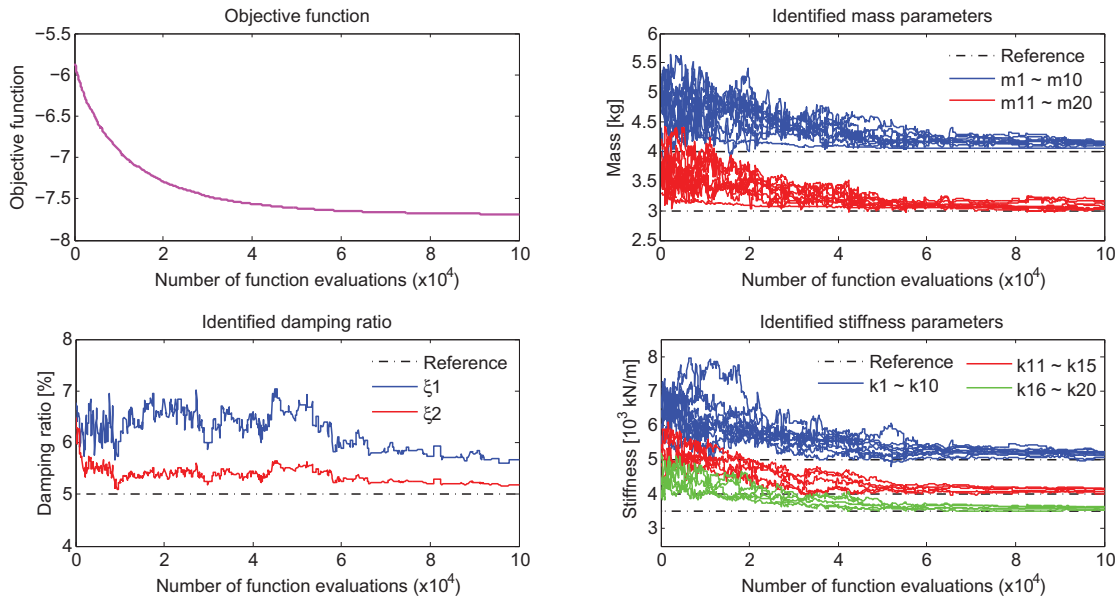 Objective function
−5.5
−6
−6.5
−7
−7.5
−8
Objective function
0 2 4 6 8 10
Number of function evaluations (x10⁴)
Identified mass parameters
6
5.5
5
4.5
4
3.5
3
2.5
Mass [kg]
Reference
m1 ~ m10
m11 ~ m20
0 2 4 6 8 10
Number of function evaluations (x10⁴)
Identified damping ratio
8
7
6
5
4
Damping ratio [%]
Reference
ξ1
ξ2
0 2 4 6 8 10
Number of function evaluations (x10⁴)
Identified stiffness parameters
8
7
6
5
4
3
Stiffness [10³ kN/m]
Reference
k1 ~ k10
k11 ~ k15
k16 ~ k20
0 2 4 6 8 10
Number of function evaluations (x10⁴)